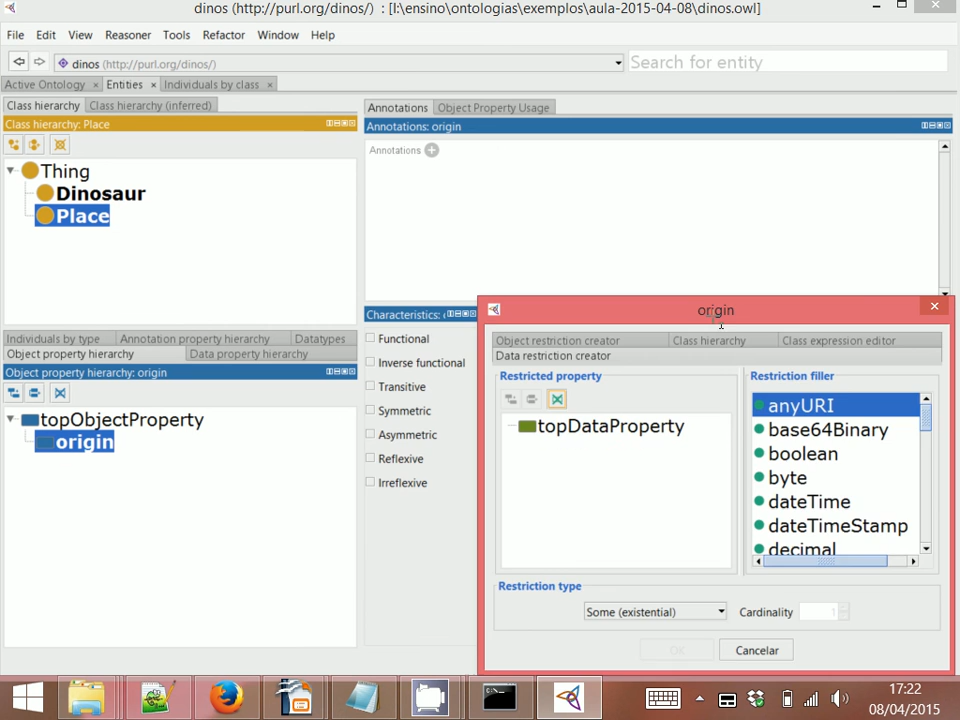 dinos (http://purl.org/dinos/) : [I:\ensino\ontologias\exemplos\aula-2015-04-08\dinos.owl]
File Edit View Reasoner Tools Refactor Window Help
dinos (http://purl.org/dinos/) Search for entity
Active Ontology × Entities × Individuals by class ×
Class hierarchy Class hierarchy (inferred)
Class hierarchy: Place
Thing
Dinosaur
Place
Annotations Object Property Usage
Annotations: origin
Annotations
Individuals by type Annotation property hierarchy Datatypes
Object property hierarchy Data property hierarchy
Object property hierarchy: origin
topObjectProperty
origin
Characteristics:
Functional
Inverse functional
Transitive
Symmetric
Asymmetric
Reflexive
Irreflexive
origin
Object restriction creator Class hierarchy Class expression editor
Data restriction creator
Restricted property
topDataProperty
Restriction filler
anyURI
base64Binary
boolean
byte
dateTime
dateTimeStamp
decimal
Restriction type
Some (existential) Cardinality 1
OK Cancelar
17:22
08/04/2015